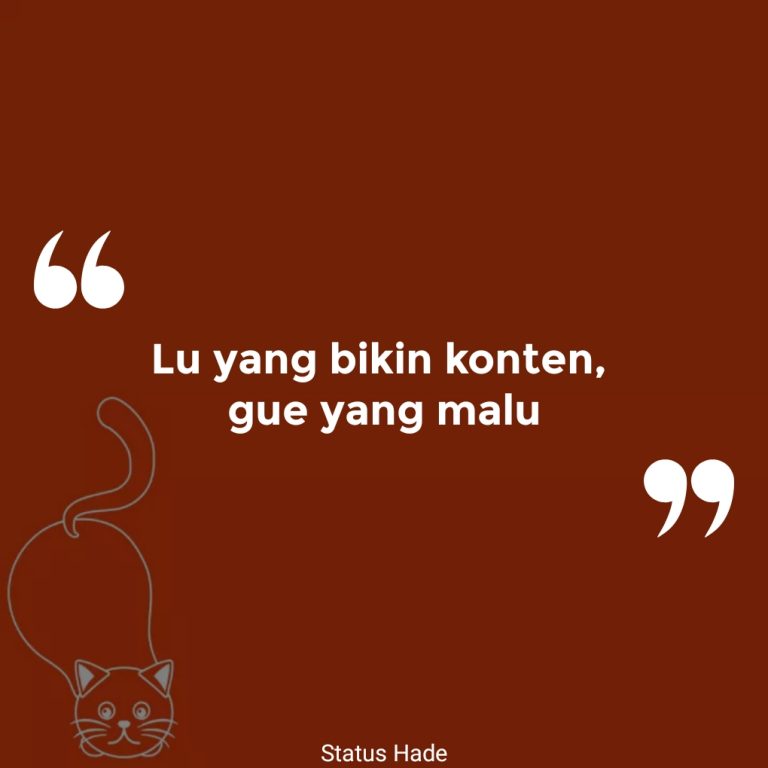 “
Lu yang bikin konten,
gue yang malu
”
Status Hade